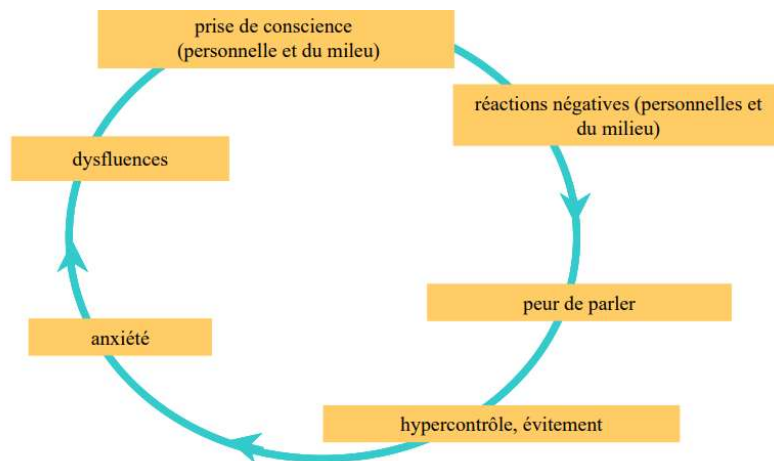 prise de conscience
(personnelle et du mileu)
réactions négatives (personnelles et
du milieu)
dysfluences
peur de parler
anxiété
hypercontrôle, évitement